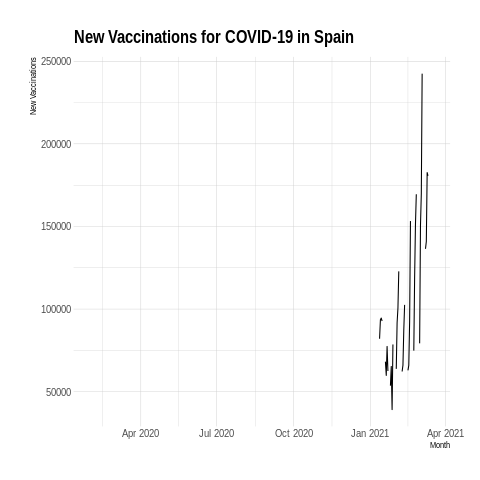 New Vaccinations for COVID-19 in Spain
New Vaccinations
250000
200000
150000
100000
50000
Apr 2020 Jul 2020 Oct 2020 Jan 2021 Apr 2021
Month